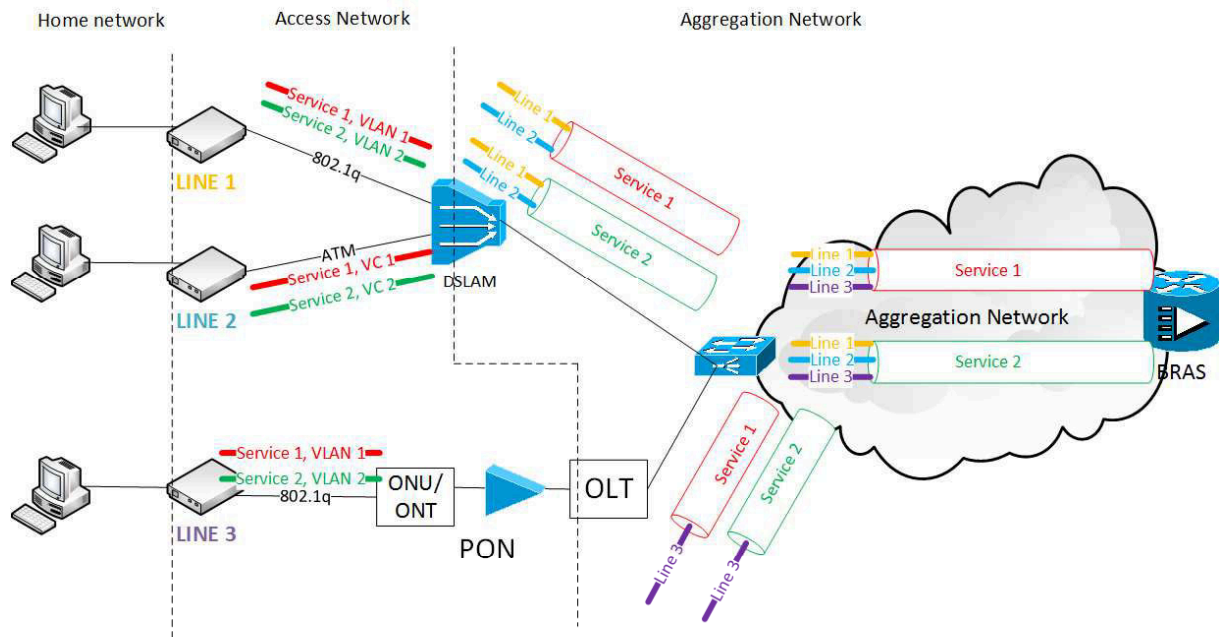 Home network
Access Network
Aggregation Network
Service 1, VLAN 1
Service 2, VLAN 2
802.1q
LINE 1
Line 1
Line 2
Service 1
Line 1
Line 2
Service 2
ATM
Service 1, VC 1
Service 2, VC 2
DSLAM
LINE 2
Line 1
Line 2
Line 3
Service 1
Aggregation Network
Line 1
Line 2
Line 3
Service 2
BRAS
Service 1, VLAN 1
Service 2, VLAN 2
802.1q
LINE 3
ONU/
ONT
PON
OLT
Service 1
Service 2
Line 3
Line 3